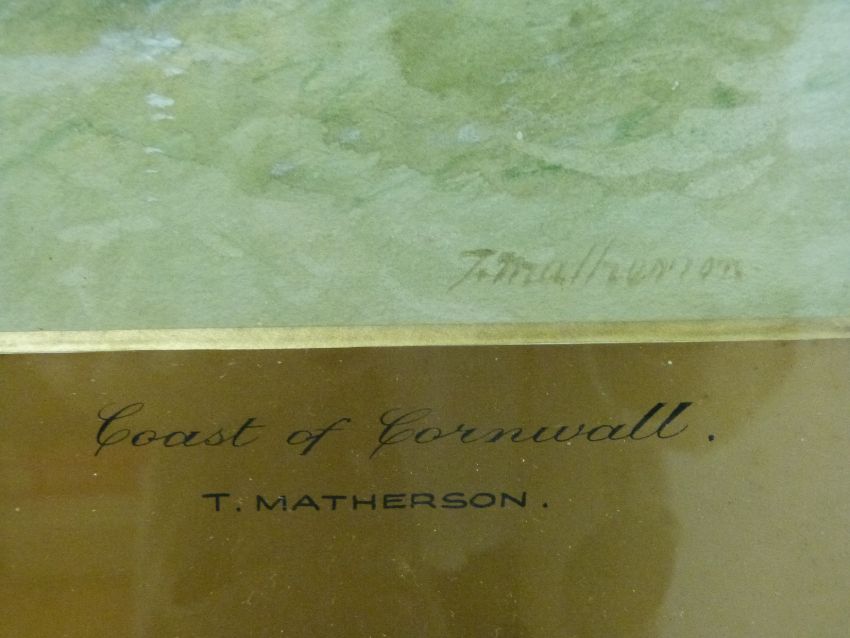 T. Matherson
Coast of Cornwall.
T. MATHERSON.